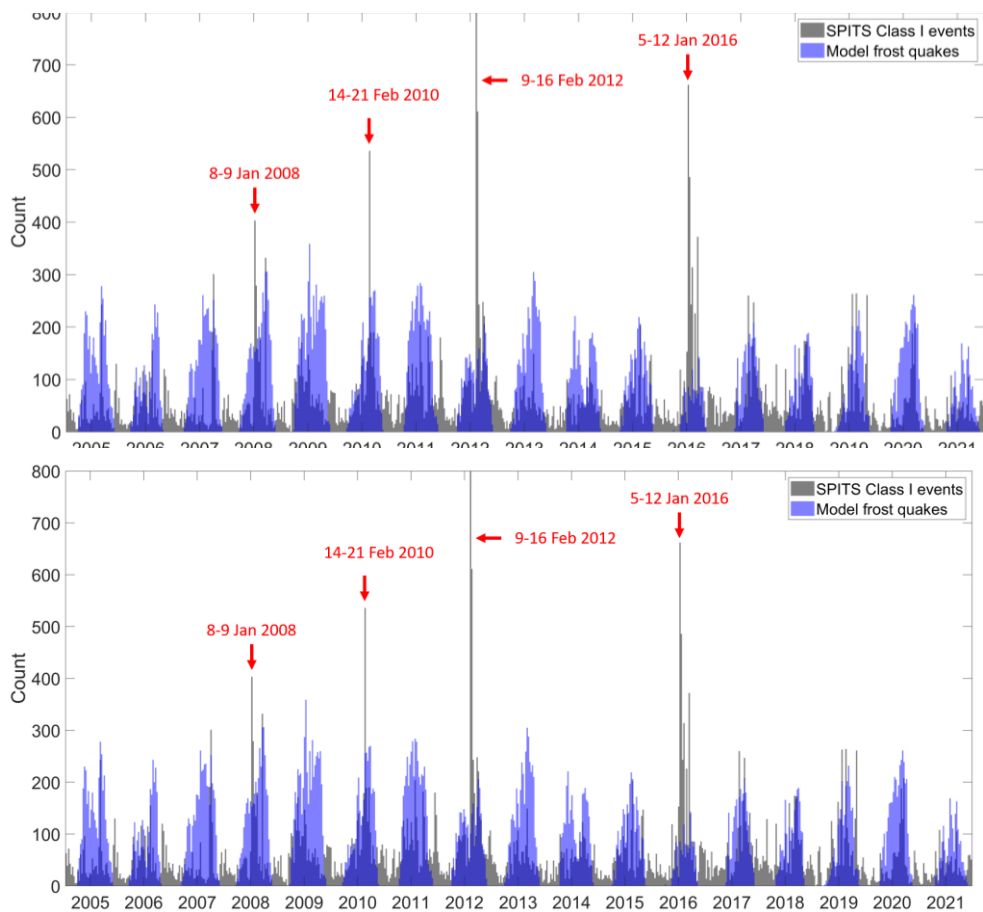 800
SPITS Class I events
Model frost quakes
5-12 Jan 2016
700
9-16 Feb 2012
14-21 Feb 2010
600
500
8-9 Jan 2008
400
Count
300
200
100
0
2005 2006 2007 2008 2009 2010 2011 2012 2013 2014 2015 2016 2017 2018 2019 2020 2021
800
SPITS Class I events
Model frost quakes
5-12 Jan 2016
700
9-16 Feb 2012
14-21 Feb 2010
600
500
8-9 Jan 2008
400
Count
300
200
100
0
2005 2006 2007 2008 2009 2010 2011 2012 2013 2014 2015 2016 2017 2018 2019 2020 2021